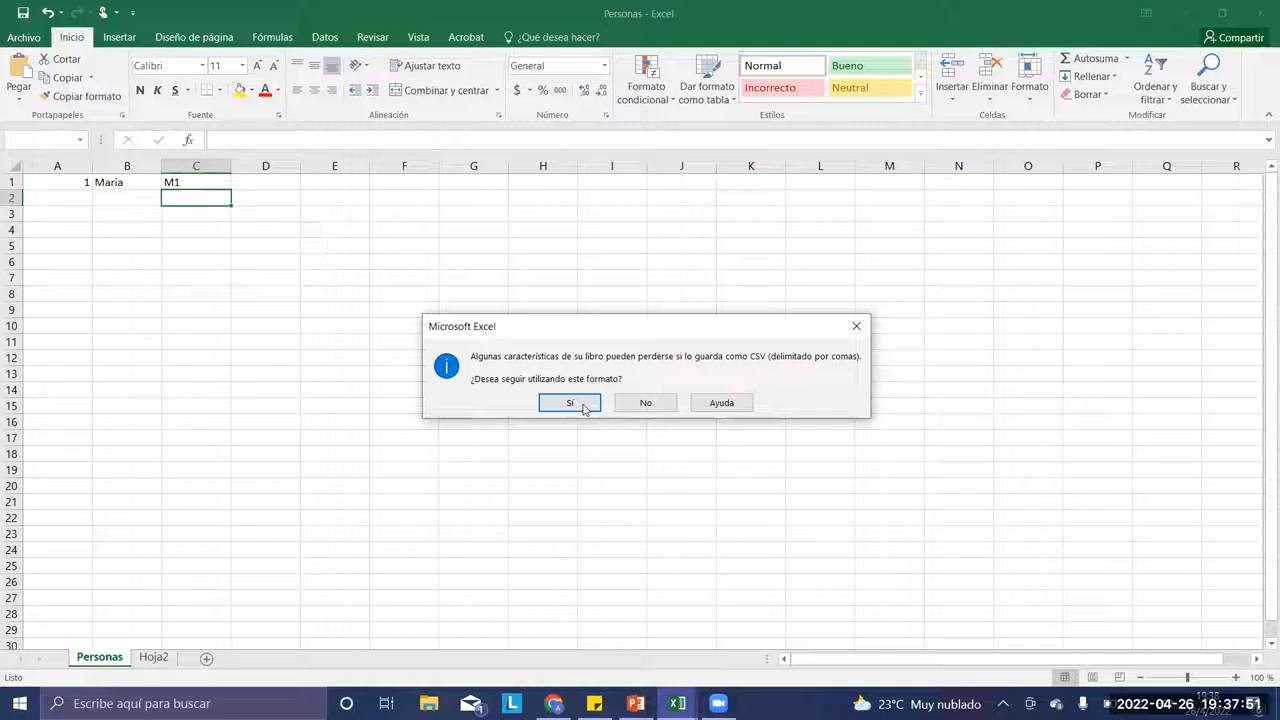 Personas - Excel
Archivo Inicio Insertar Diseño de página Fórmulas Datos Revisar Vista Acrobat ¿Qué desea hacer? Compartir
Pegar Cortar Copiar Copiar formato
Calibri 11 A A
N K S A
Ajustar texto
Combinar y centrar
General
$ % 000
Formato condicional
Dar formato como tabla
Normal Bueno
Incorrecto Neutral
Insertar Eliminar Formato
Autosuma
Rellenar
Borrar
Ordenar y filtrar
Buscar y seleccionar
Portapapeles Fuente Alineación Número Estilos Celdas Modificar
fx
A B C D E F G H I J K L M N O P Q R
1 1 Maria M1
2
3
4
5
6
7
8
9
10
11
12
13
14
15
16
17
18
19
20
21
22
23
24
25
26
27
28
29
30
Microsoft Excel
Algunas características de su libro pueden perderse si lo guarda como CSV (delimitado por comas).
¿Desea seguir utilizando este formato?
Sí No Ayuda
Personas Hoja2
Listo 100 %
Escribe aquí para buscar
23°C Muy nublado
2022-04-26 19:37:51